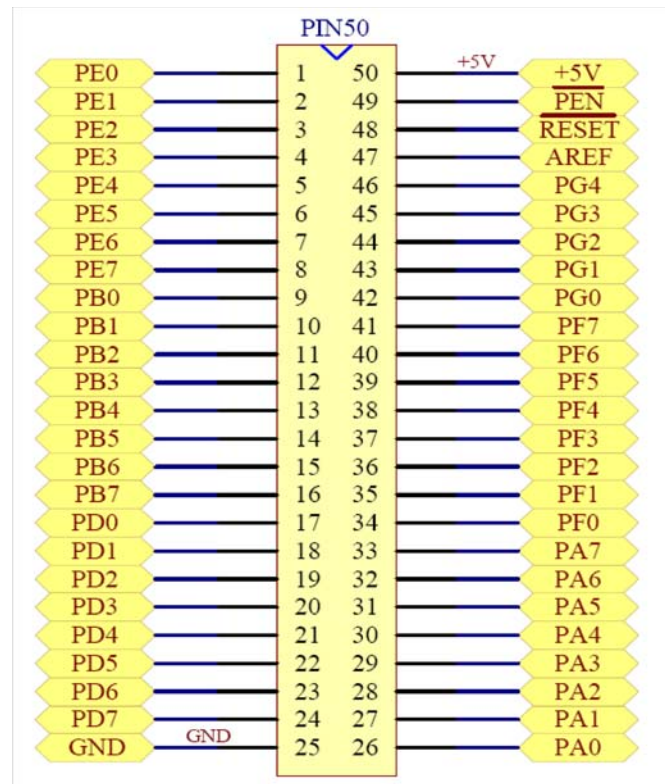 PIN50
PE0 1 50 +5V +5V
PE1 2 49 PEN
PE2 3 48 RESET
PE3 4 47 AREF
PE4 5 46 PG4
PE5 6 45 PG3
PE6 7 44 PG2
PE7 8 43 PG1
PB0 9 42 PG0
PB1 10 41 PF7
PB2 11 40 PF6
PB3 12 39 PF5
PB4 13 38 PF4
PB5 14 37 PF3
PB6 15 36 PF2
PB7 16 35 PF1
PD0 17 34 PF0
PD1 18 33 PA7
PD2 19 32 PA6
PD3 20 31 PA5
PD4 21 30 PA4
PD5 22 29 PA3
PD6 23 28 PA2
PD7 24 27 PA1
GND GND 25 26 PA0